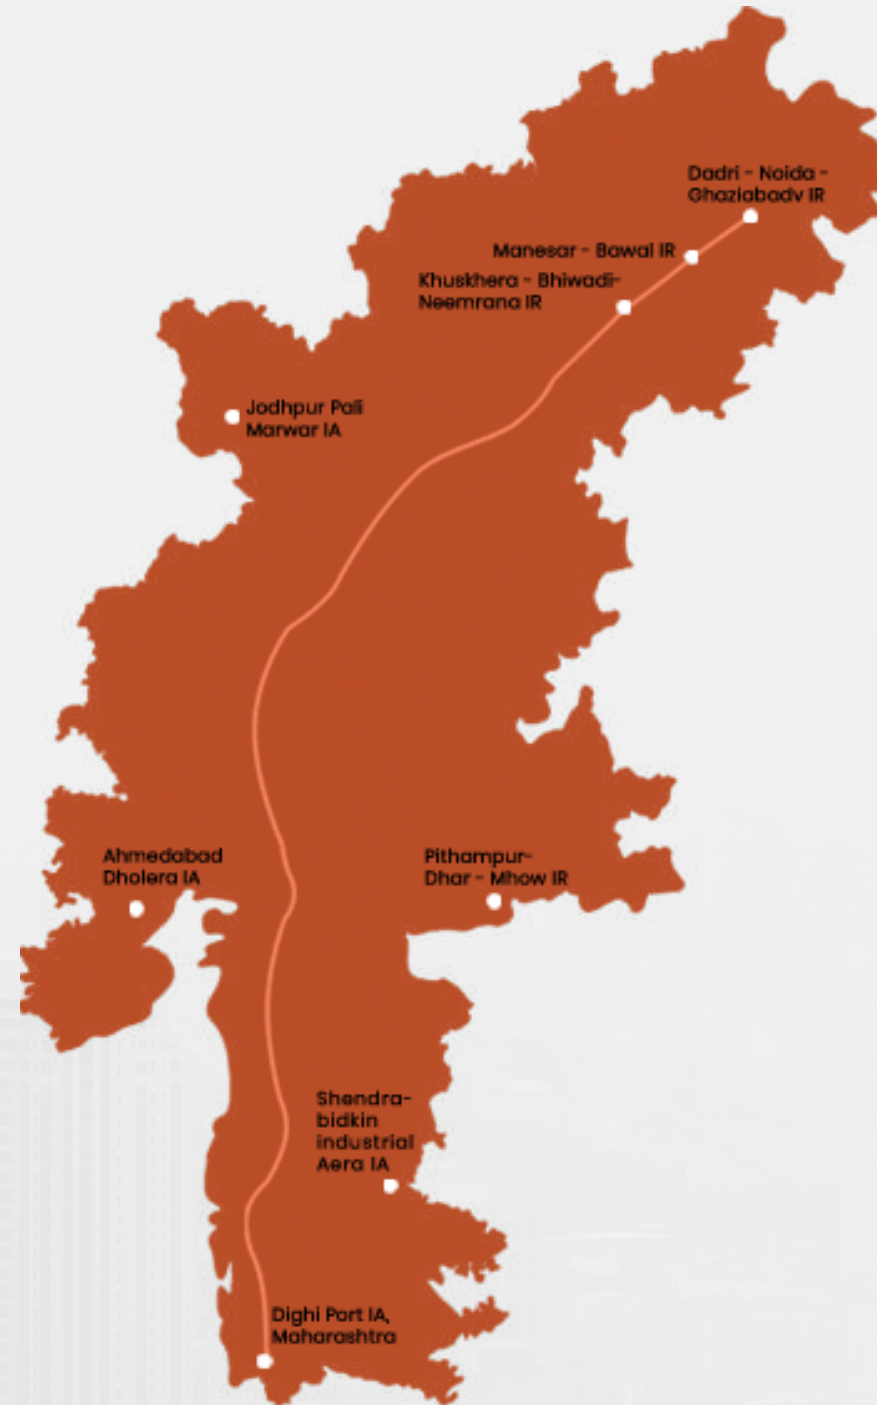 Dadri - Noida -
Ghaziabadv IR
Manesar - Bawal IR
Khuskhera - Bhiwadi-
Neemrana IR
Jodhpur Pali
Marwar IA
Ahmedabad
Dholera IA
Pithampur-
Dhar - Mhow IR
Shendra-
bidkin
industrial
Aera IA
Dighi Port IA,
Maharashtra